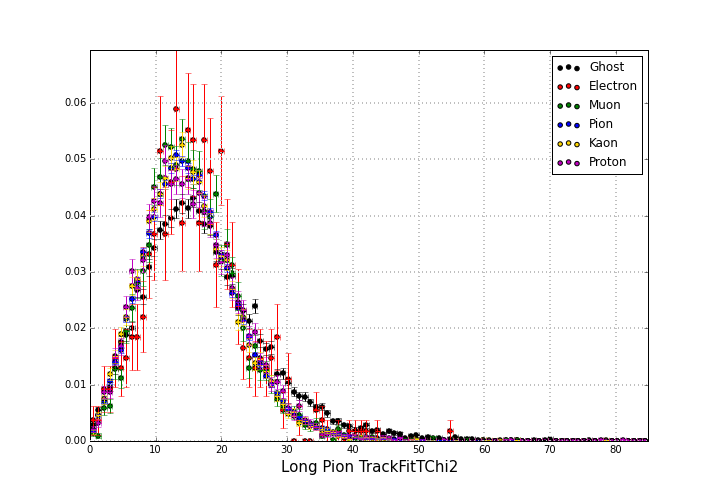 Ghost
Electron
Muon
Pion
Kaon
Proton
0.06
0.05
0.04
0.03
0.02
0.01
0.00
0 10 20 30 40 50 60 70 80
Long Pion TrackFitTChi2